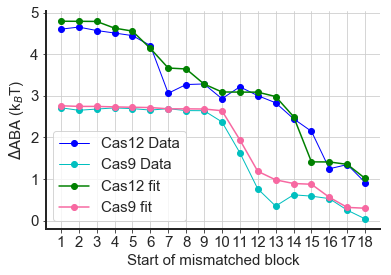 5
4
3
2
1
0
ΔABA (k_BT)
Cas12 Data
Cas9 Data
Cas12 fit
Cas9 fit
1 2 3 4 5 6 7 8 9 10 11 12 13 14 15 16 17 18
Start of mismatched block